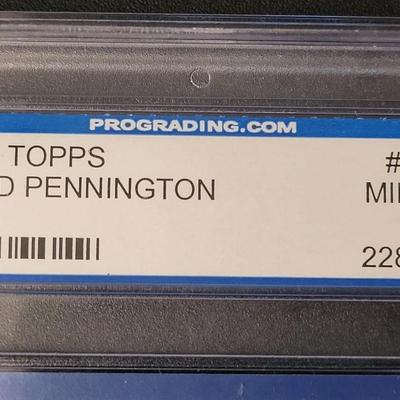 PROGRADING.COM
TOPPS #
D PENNINGTON MI
228